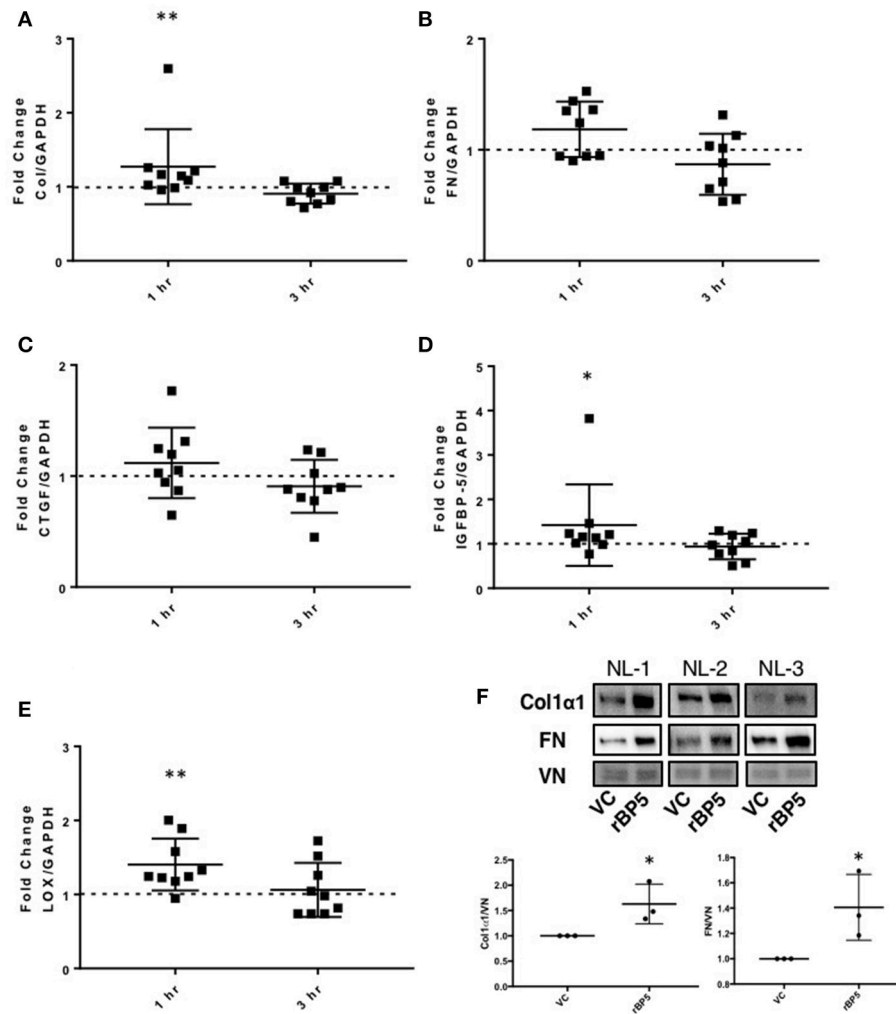 A
**
3
2
1
0
Fold Change
Col/GAPDH
1 hr
3 hr
B
2
1
0
Fold Change
FN/GAPDH
1 hr
3 hr
C
2
1
0
Fold Change
CTGF/GAPDH
1 hr
3 hr
D
*
5
4
3
2
1
0
Fold Change
IGFBP-5/GAPDH
1 hr
3 hr
E
**
3
2
1
0
Fold Change
LOX/GAPDH
1 hr
3 hr
F
NL-1 NL-2 NL-3
Col1α1
FN
VN
VC rBP5 VC rBP5 VC rBP5
*
2.5
2.0
1.5
1.0
0.5
0.0
Col1α1/VN
VC
rBP5
*
1.8
1.6
1.4
1.2
1.0
0.8
FN/VN
VC
rBP5